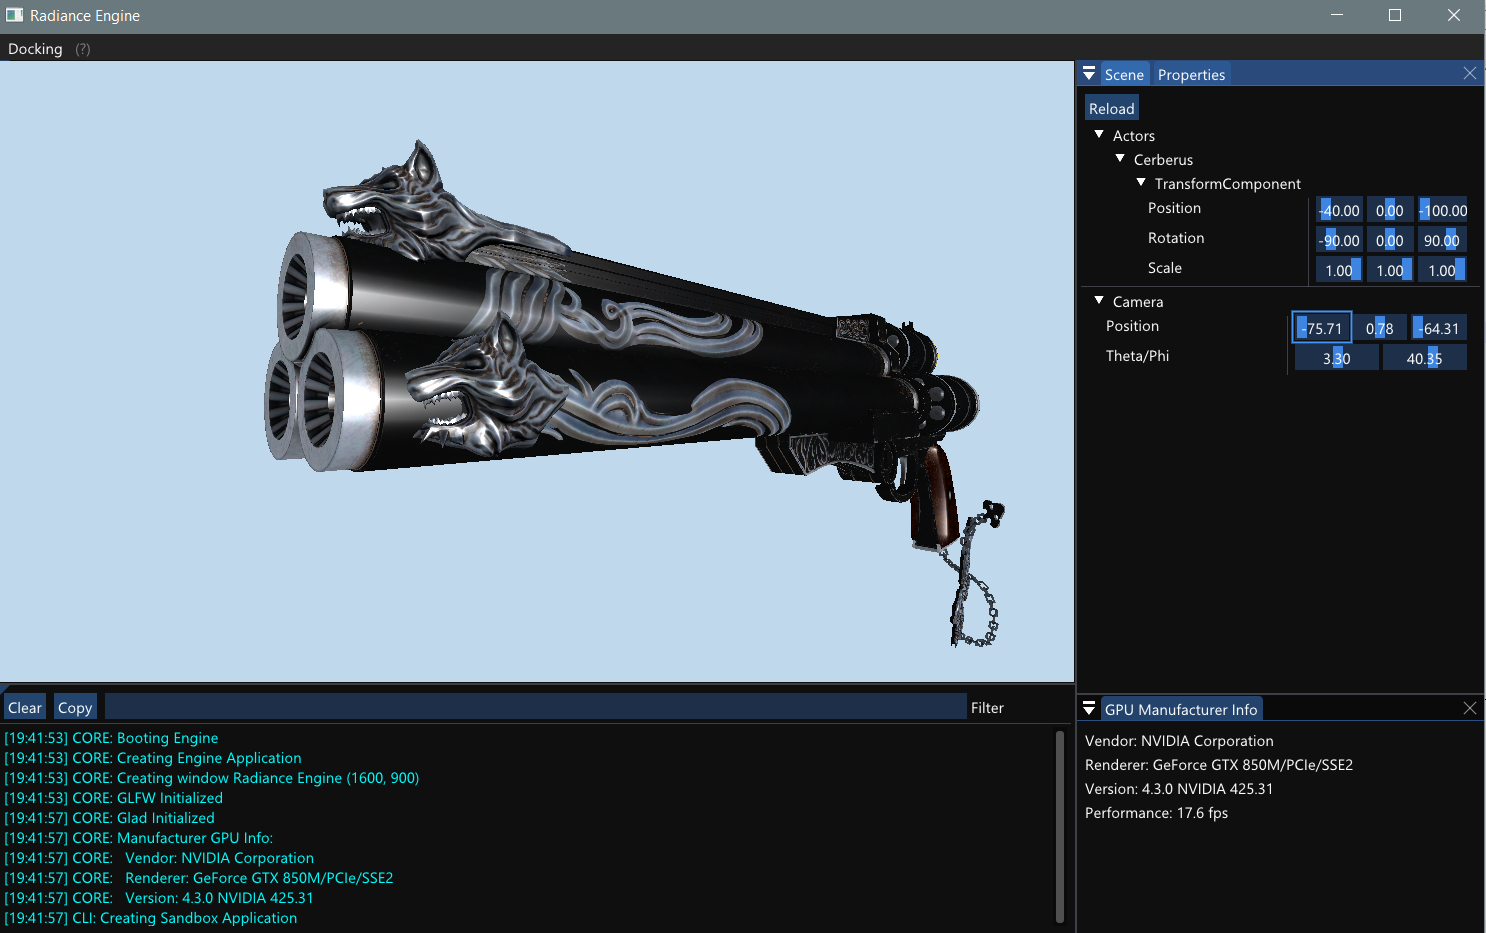 Radiance Engine
Docking (?)
Scene Properties
Reload
Actors
Cerberus
TransformComponent
Position -40.00 0.00 -100.00
Rotation -90.00 0.00 90.00
Scale 1.00 1.00 1.00
Camera
Position -75.71 0.78 -64.31
Theta/Phi 3.30 40.35
Clear Copy Filter
[19:41:53] CORE: Booting Engine
[19:41:53] CORE: Creating Engine Application
[19:41:53] CORE: Creating window Radiance Engine (1600, 900)
[19:41:53] CORE: GLFW Initialized
[19:41:57] CORE: Glad Initialized
[19:41:57] CORE: Manufacturer GPU Info:
[19:41:57] CORE: Vendor: NVIDIA Corporation
[19:41:57] CORE: Renderer: GeForce GTX 850M/PCIe/SSE2
[19:41:57] CORE: Version: 4.3.0 NVIDIA 425.31
[19:41:57] CLI: Creating Sandbox Application
GPU Manufacturer Info
Vendor: NVIDIA Corporation
Renderer: GeForce GTX 850M/PCIe/SSE2
Version: 4.3.0 NVIDIA 425.31
Performance: 17.6 fps